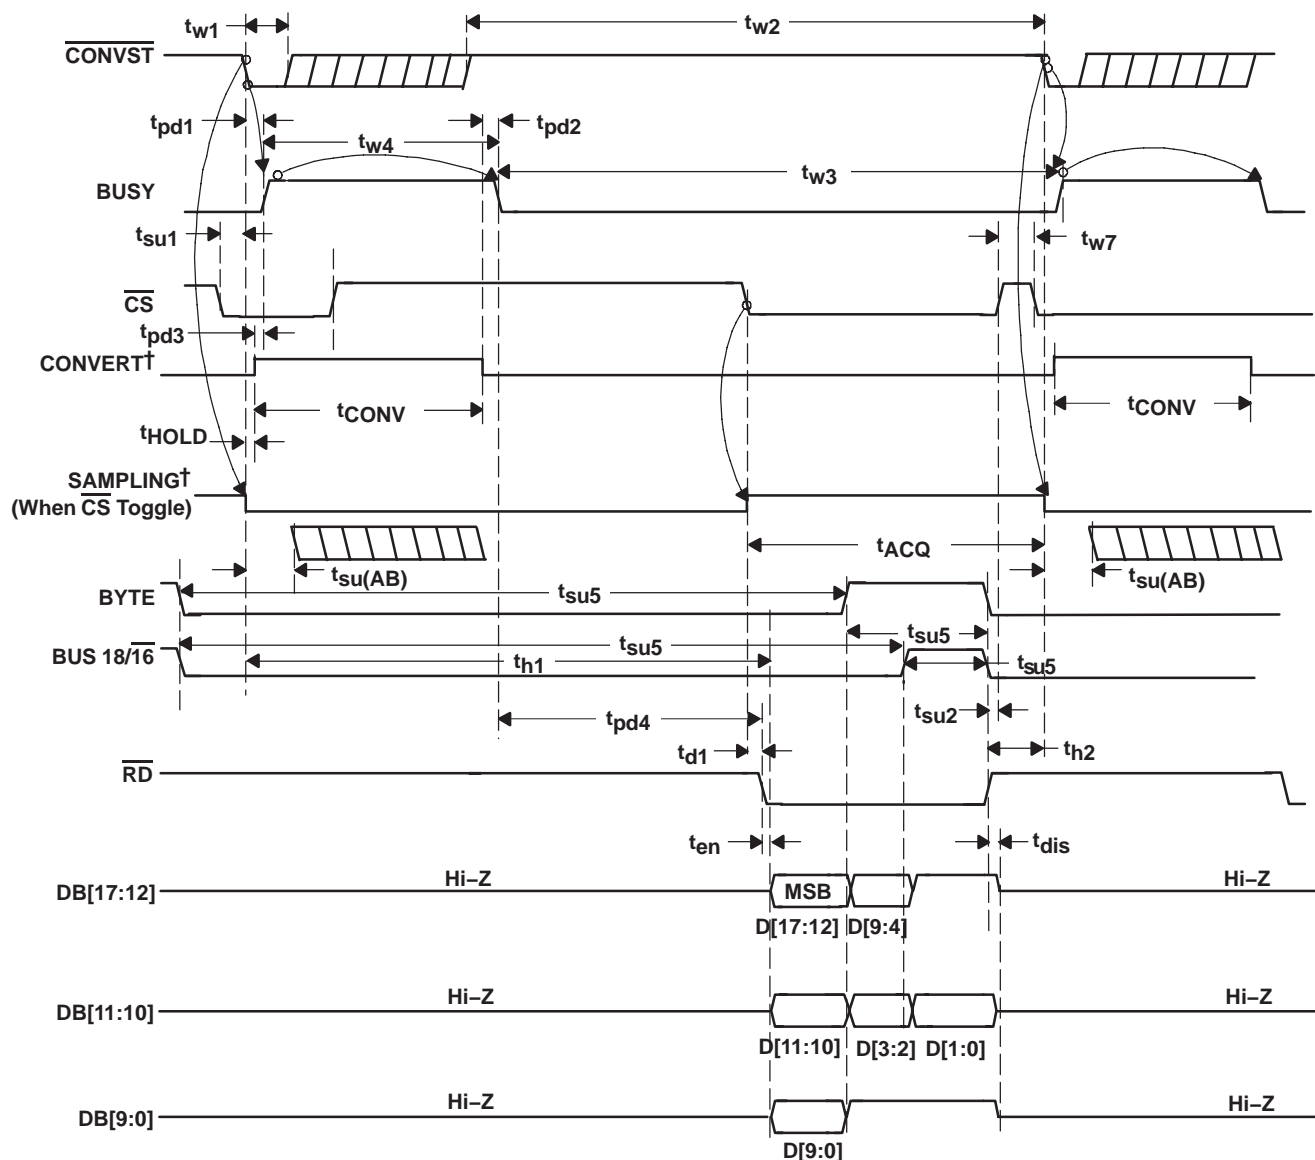 tw1
tw2
CONVST
tpd1
tw4
tpd2
BUSY
tw3
tsu1
tw7
CS
tpd3
CONVERT†
tCONV
tCONV
tHOLD
SAMPLING†
(When CS Toggle)
tACQ
tsu(AB)
tsu(AB)
BYTE
tsu5
tsu5
BUS 18/16
tsu5
th1
tsu5
tsu2
tpd4
td1
th2
RD
ten
tdis
DB[17:12]
Hi–Z
MSB
Hi–Z
D[17:12]
D[9:4]
DB[11:10]
Hi–Z
Hi–Z
D[11:10]
D[3:2]
D[1:0]
DB[9:0]
Hi–Z
Hi–Z
D[9:0]